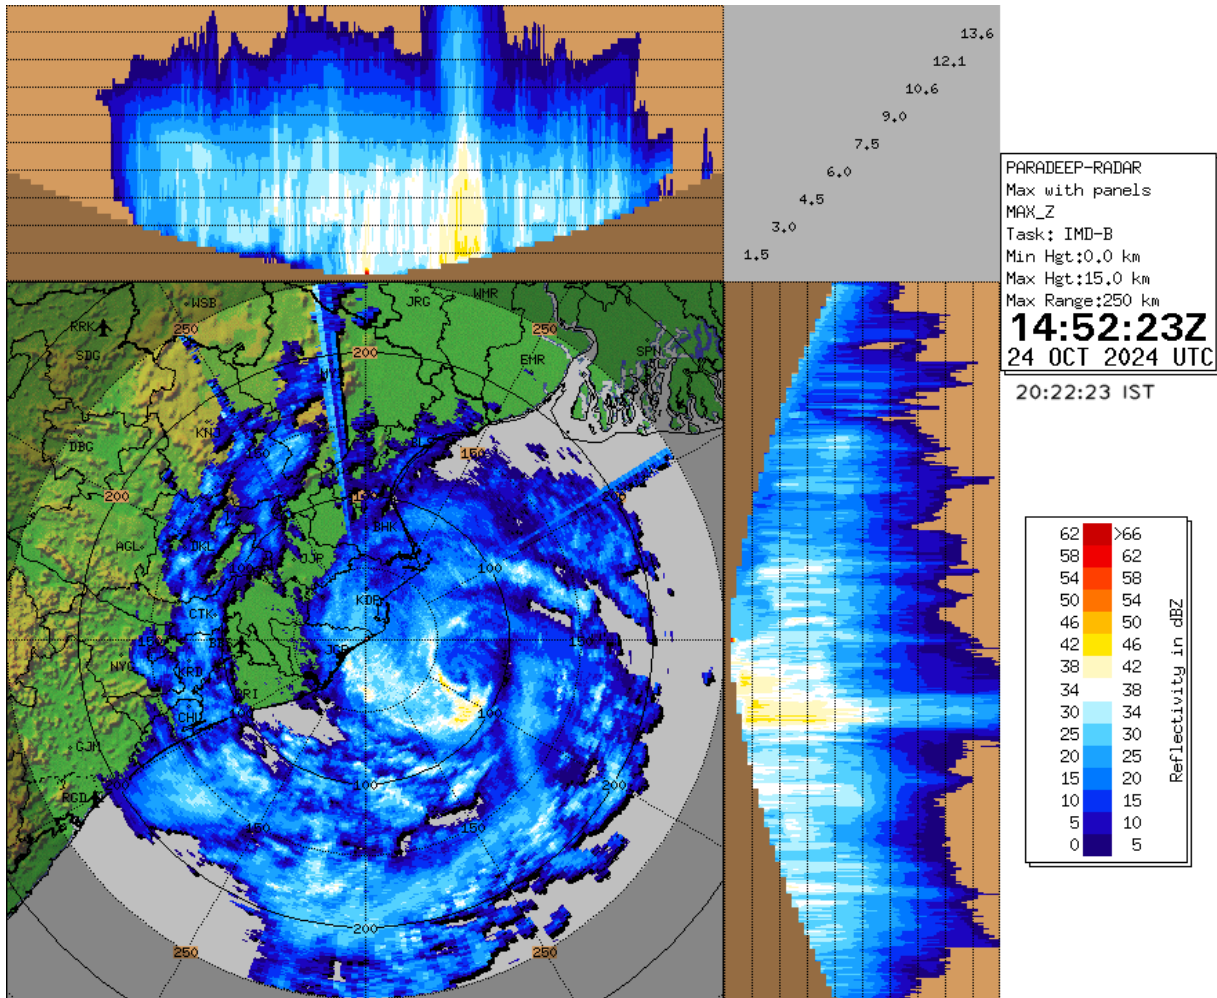 13.6
12.1
10.6
9.0
7.5
6.0
4.5
3.0
1.5
PARADEEP-RADAR
Max with panels
MAX_Z
Task: IMD-B
Min Hgt:0.0 km
Max Hgt:15.0 km
Max Range:250 km
14:52:23Z
24 OCT 2024 UTC
20:22:23 IST
WSB
JRG
WMR
RRK
250
250
SDG
200
EMR
SPN
KNJ
DBG
150
200
200
BHK
AGL
DKL
JJP
100
KDP
CTK
150
NYG
JGP
KRD
CHU
100
GJM
RGD
200
100
200
150
150
200
250
250
62 >66
58 62
54 58
50 54
46 50
42 46
38 42
34 38
30 34
25 30
20 25
15 20
10 15
5 10
0 5
Reflectivity in dBZ